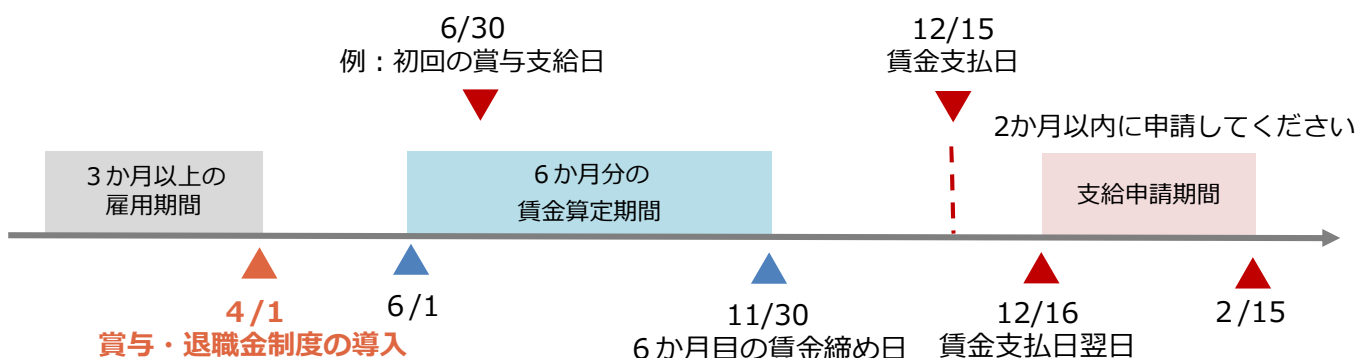 6/30
例：初回の賞与支給日
12/15
賃金支払日
2か月以内に申請してください
３か月以上の
雇用期間
６か月分の
賃金算定期間
支給申請期間
４/1
賞与・退職金制度の導入
６/1
11/30
６か月目の賃金締め日
12/16
賃金支払日翌日
２/15